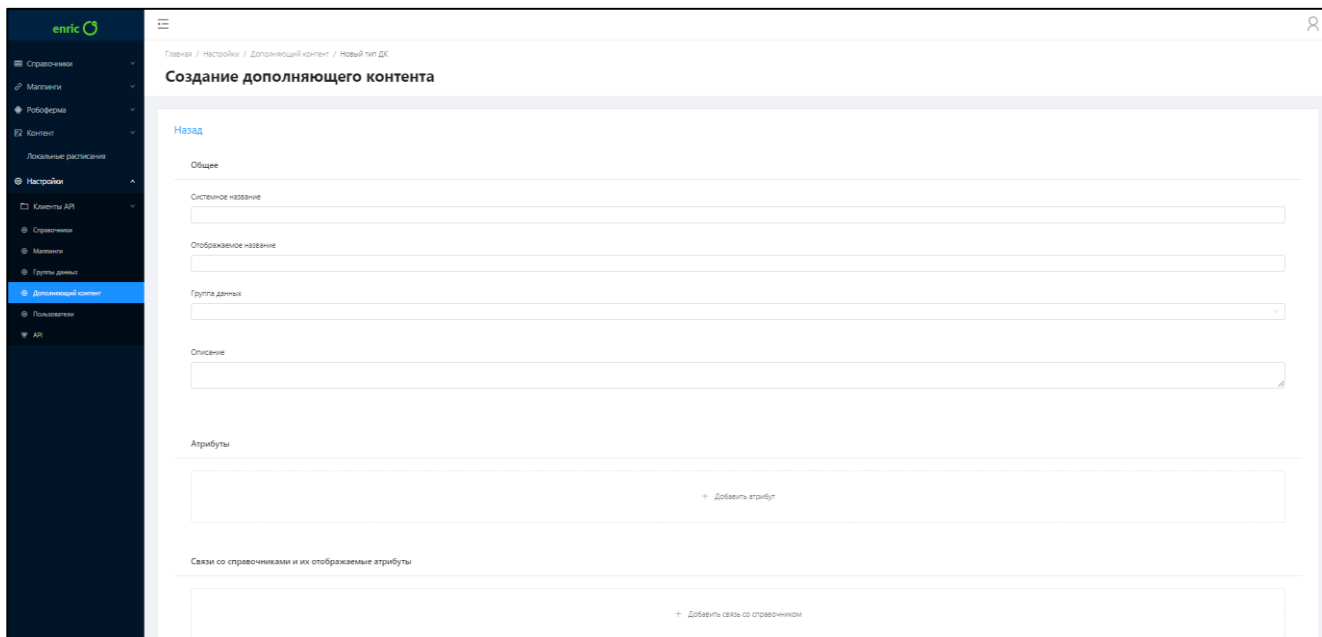 enric
Справочники
Маппинги
Робоферма
Контент
Локальные расписания
Настройки
Клиенты API
Справочники
Маппинги
Группы данных
Дополняющий контент
Пользователи
API
Главная / Настройки / Дополняющий контент / Новый тип ДК
Создание дополняющего контента
Назад
Общее
Системное название
Отображаемое название
Группа данных
Описание
Атрибуты
+ Добавить атрибут
Связи со справочниками и их отображаемые атрибуты
+ Добавить связь со справочником